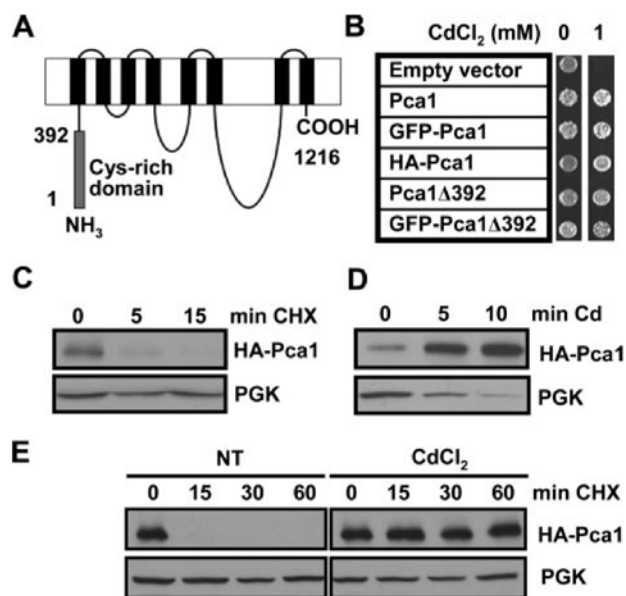 A
392
1
Cys-rich
domain
NH3
COOH
1216
B
CdCl2 (mM) 0 1
Empty vector
Pca1
GFP-Pca1
HA-Pca1
Pca1Δ392
GFP-Pca1Δ392
C
0 5 15 min CHX
HA-Pca1
PGK
D
0 5 10 min Cd
HA-Pca1
PGK
E
NT CdCl2
0 15 30 60 0 15 30 60 min CHX
HA-Pca1
PGK